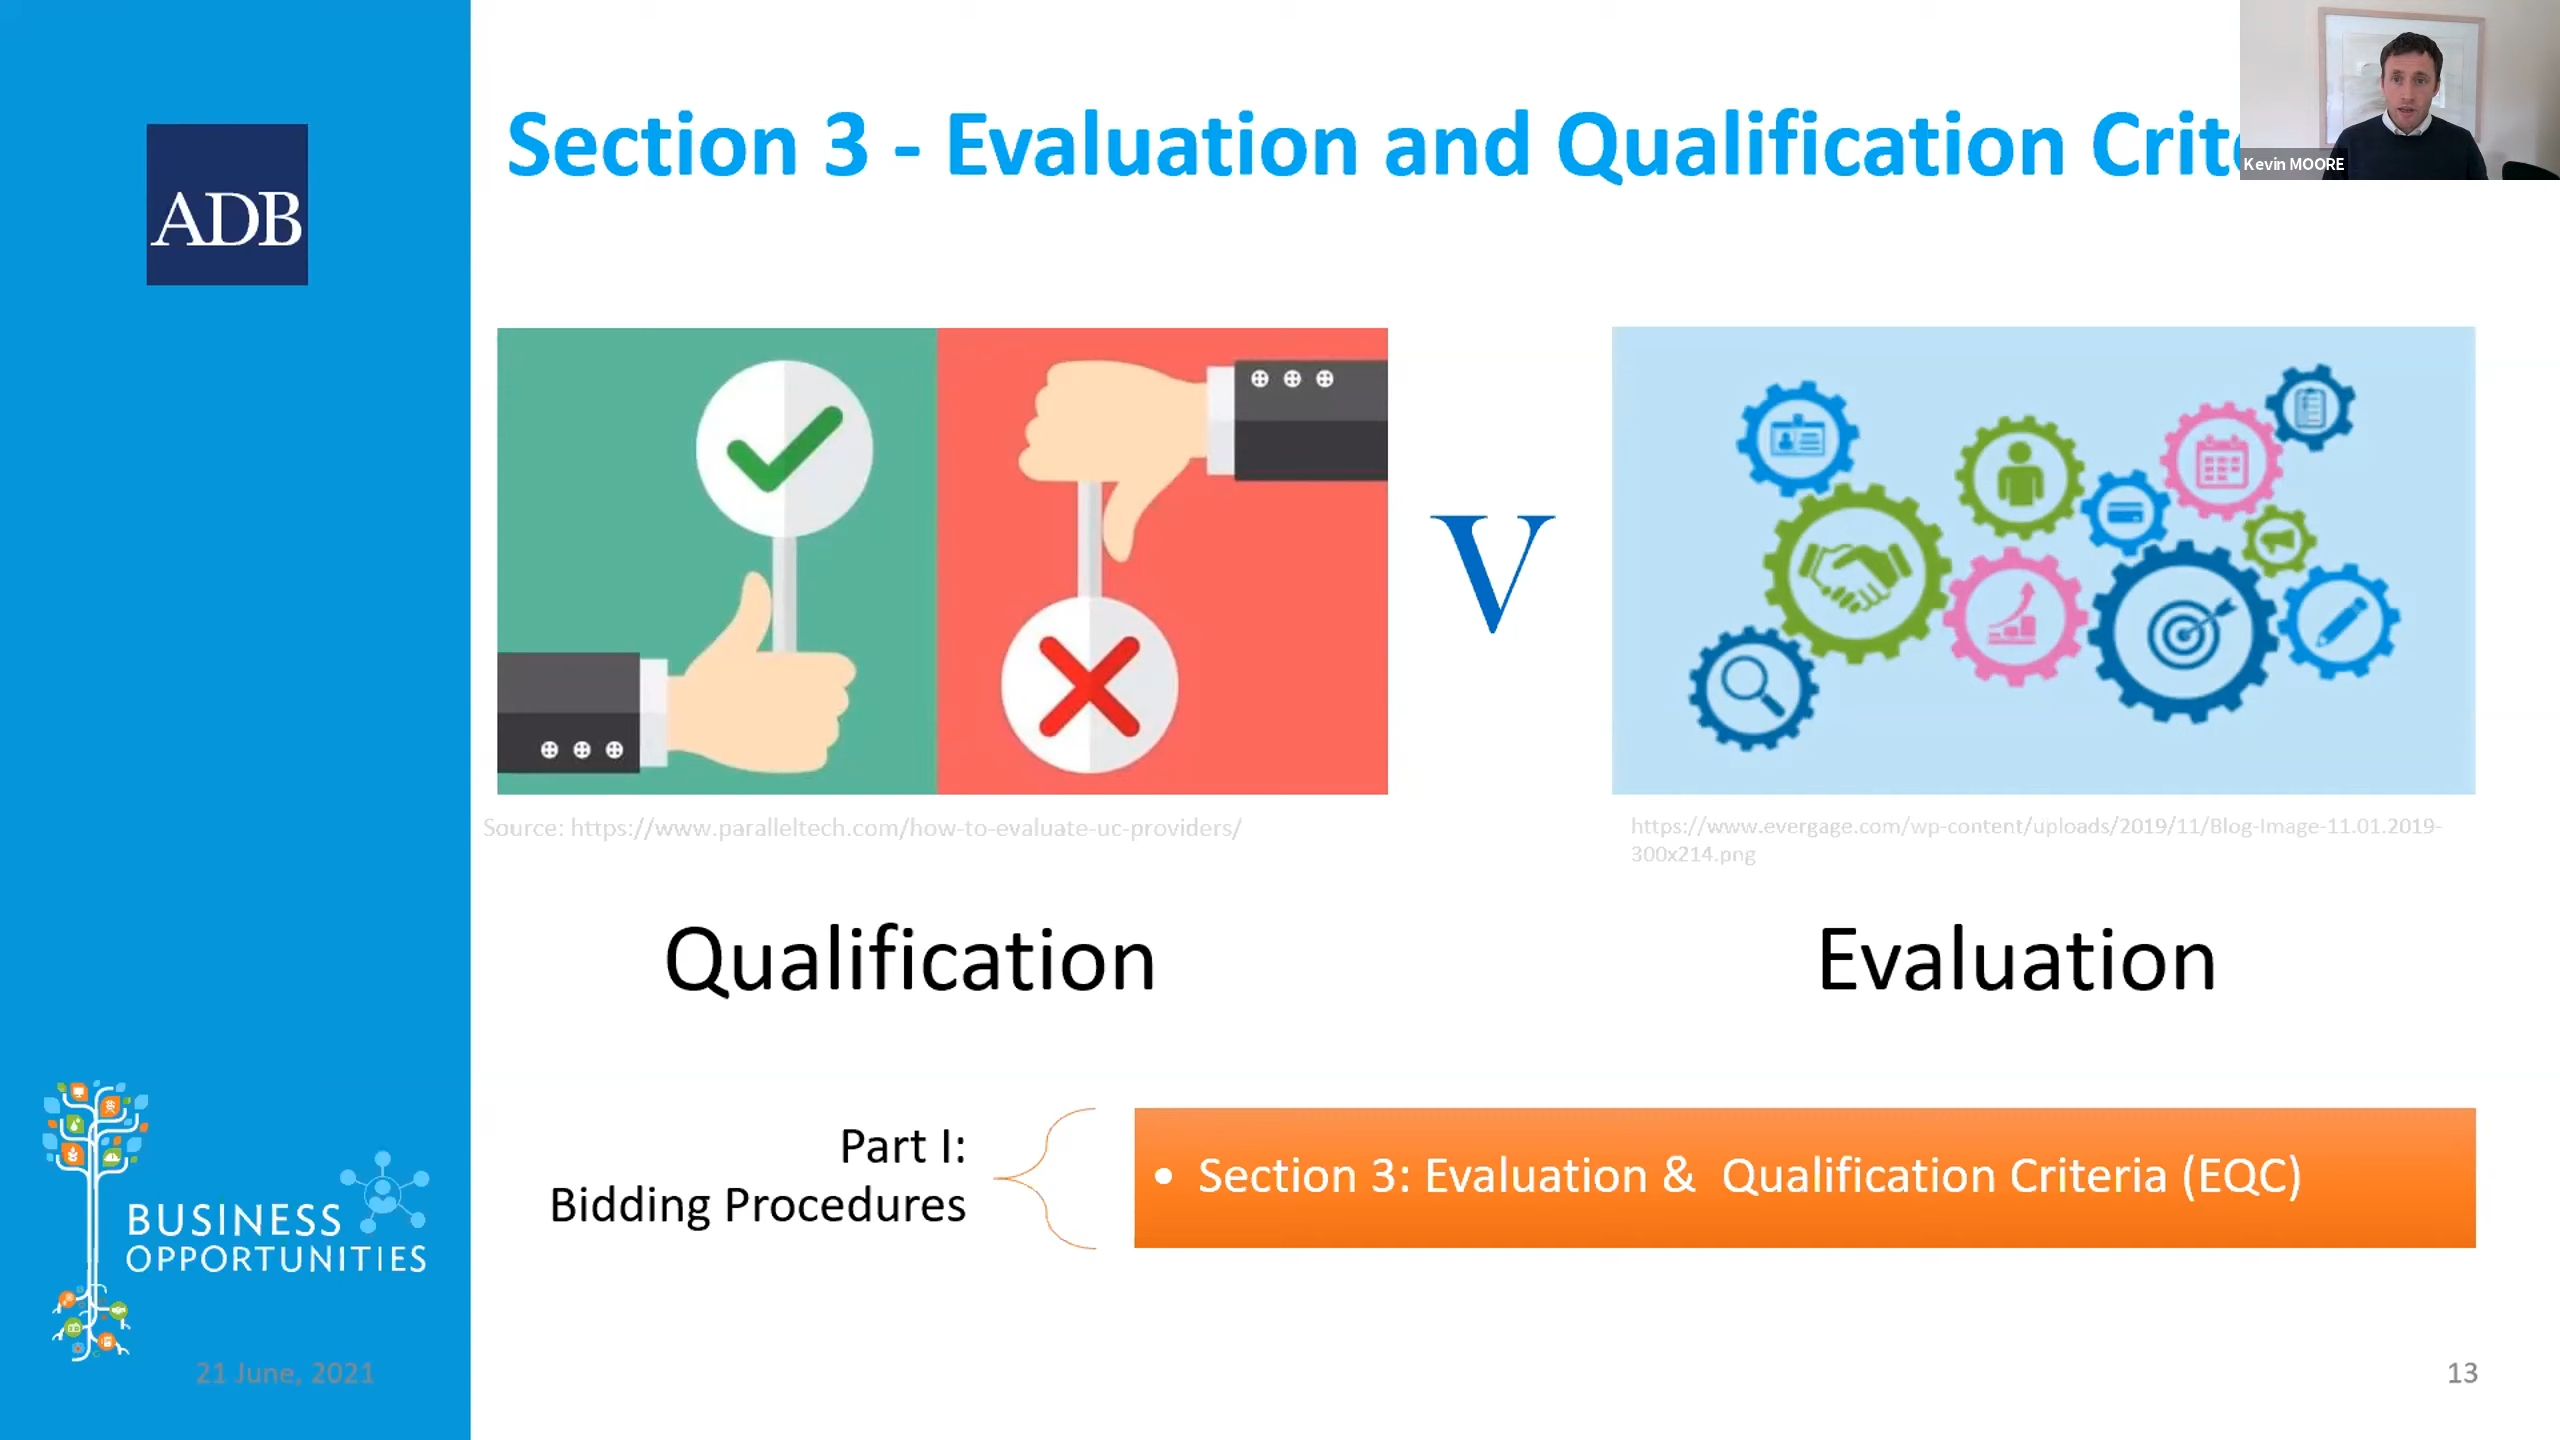 Section 3 - Evaluation and Qualification Crit
Kevin MOORE
ADB
V
Source: https://www.paralleltech.com/how-to-evaluate-uc-providers/
https://www.evergage.com/wp-content/uploads/2019/11/Blog-Image-11.01.2019-
300x214.png
Qualification
Evaluation
Part I:
Bidding Procedures
• Section 3: Evaluation & Qualification Criteria (EQC)
BUSINESS
OPPORTUNITIES
21 June, 2021
13